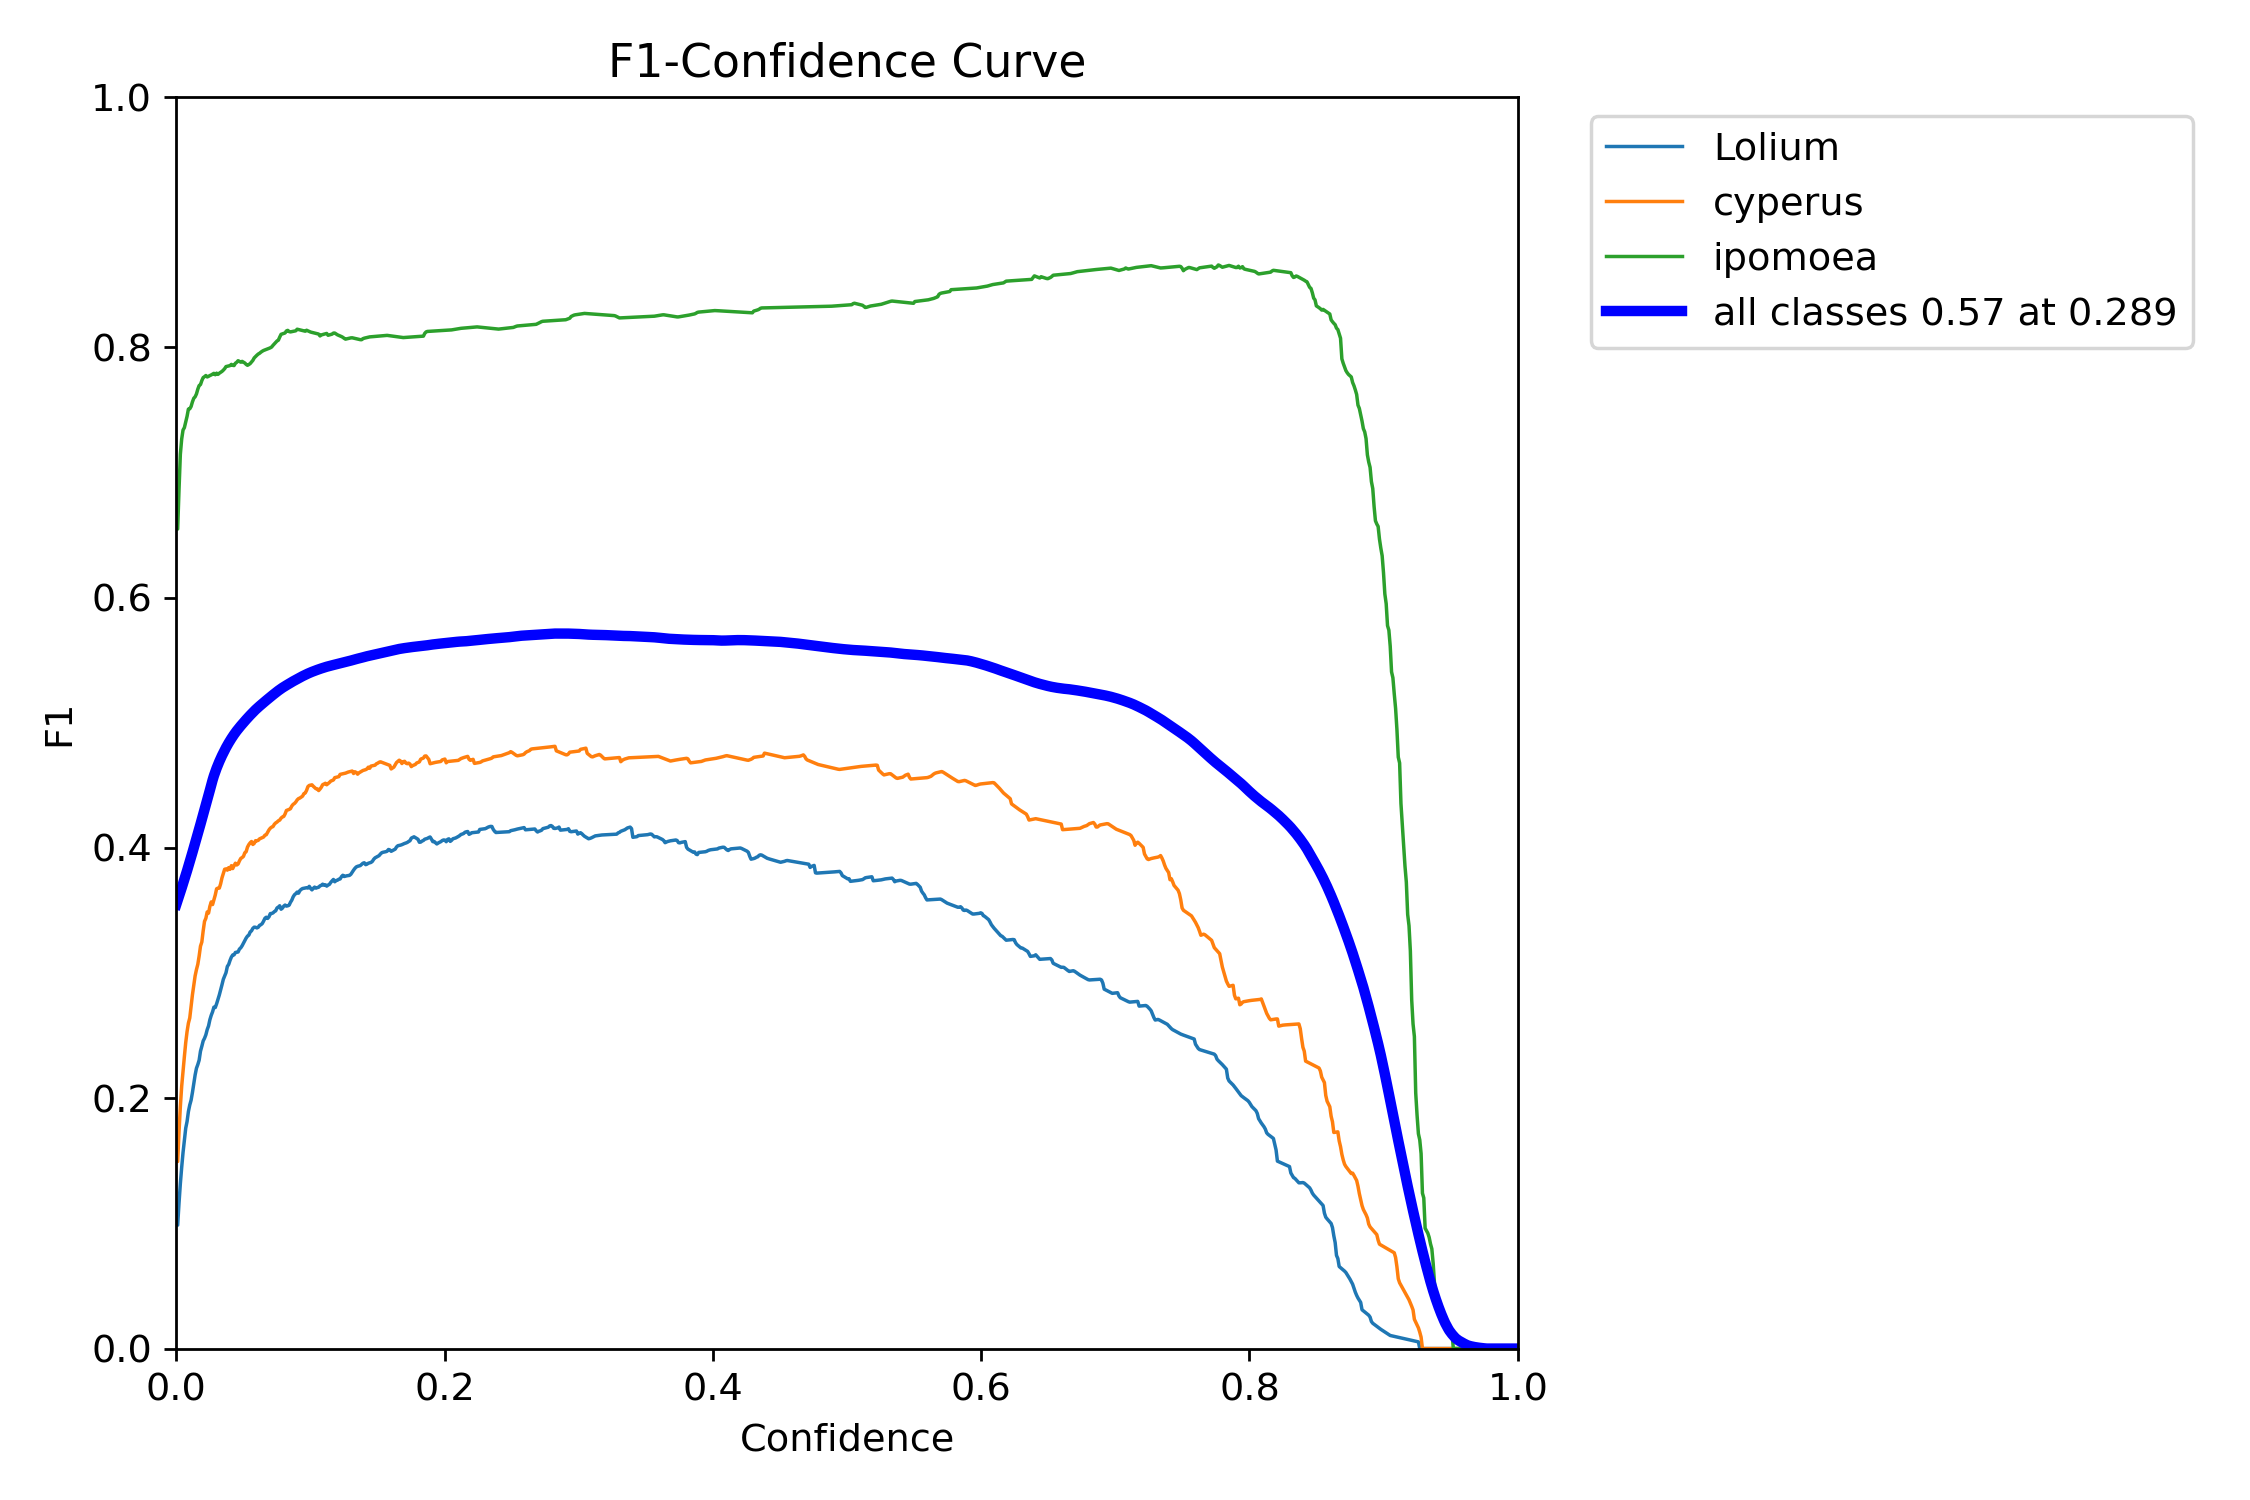 F1-Confidence Curve
1.0
0.8
0.6
0.4
0.2
0.0
F1
0.0 0.2 0.4 0.6 0.8 1.0
Confidence
Lolium
cyperus
ipomoea
all classes 0.57 at 0.289